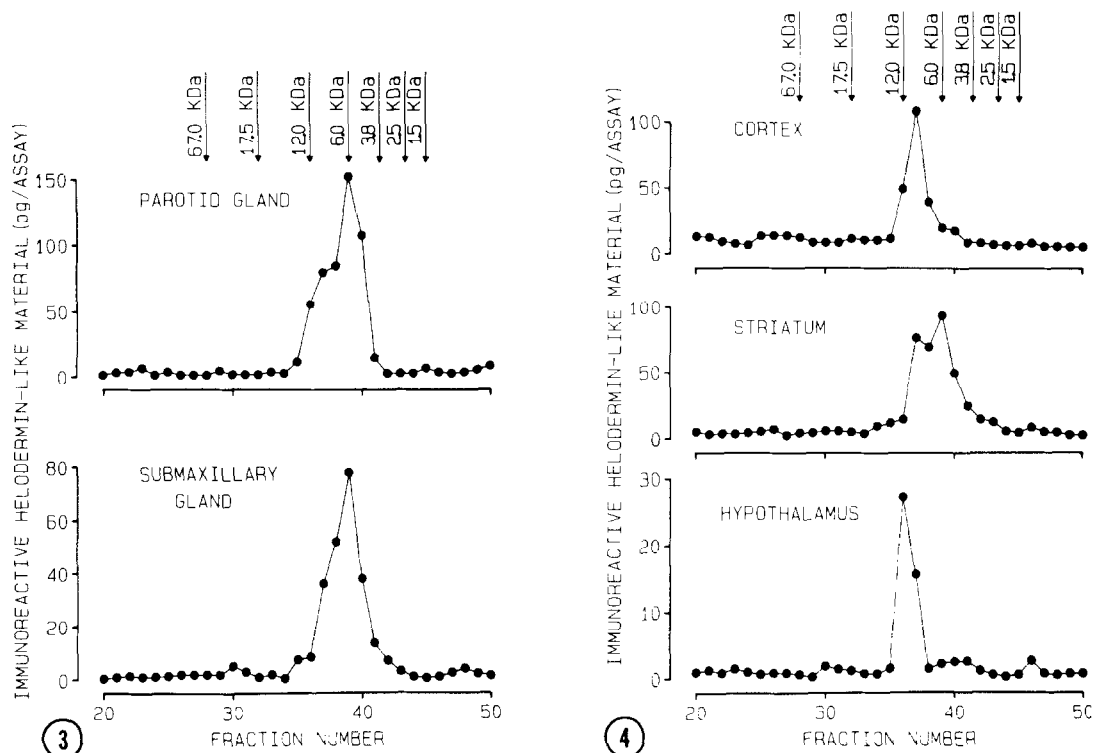 67.0 KDa
17.5 KDa
12.0 KDa
6.0 KDa
3.8 KDa
2.5 KDa
1.5 KDa
IMMUNOREACTIVE HELODERMIN-LIKE MATERIAL (pg/ASSAY)
PAROTID GLAND
150
100
50
0
SUBMAXILLARY
GLAND
80
60
40
20
0
20 30 40 50
FRACTION NUMBER
3
67.0 KDa
17.5 KDa
12.0 KDa
6.0 KDa
3.8 KDa
2.5 KDa
1.5 KDa
IMMUNOREACTIVE HELODERMIN-LIKE MATERIAL (pg/ASSAY)
CORTEX
100
50
0
STRIATUM
100
50
0
HYPOTHALAMUS
30
20
10
0
20 30 40 50
FRACTION NUMBER
4